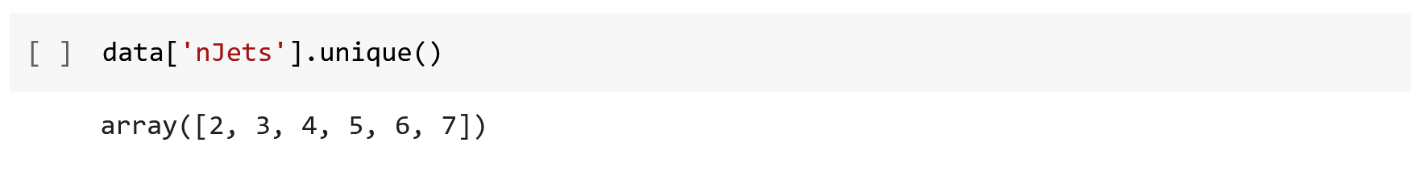 [ ] data['nJets'].unique()
array([2, 3, 4, 5, 6, 7])